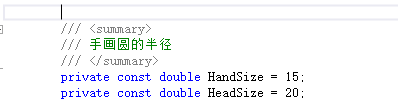 /// <summary>
/// 手画圆的半径
/// </summary>
private const double HandSize = 15;
private const double HeadSize = 20;